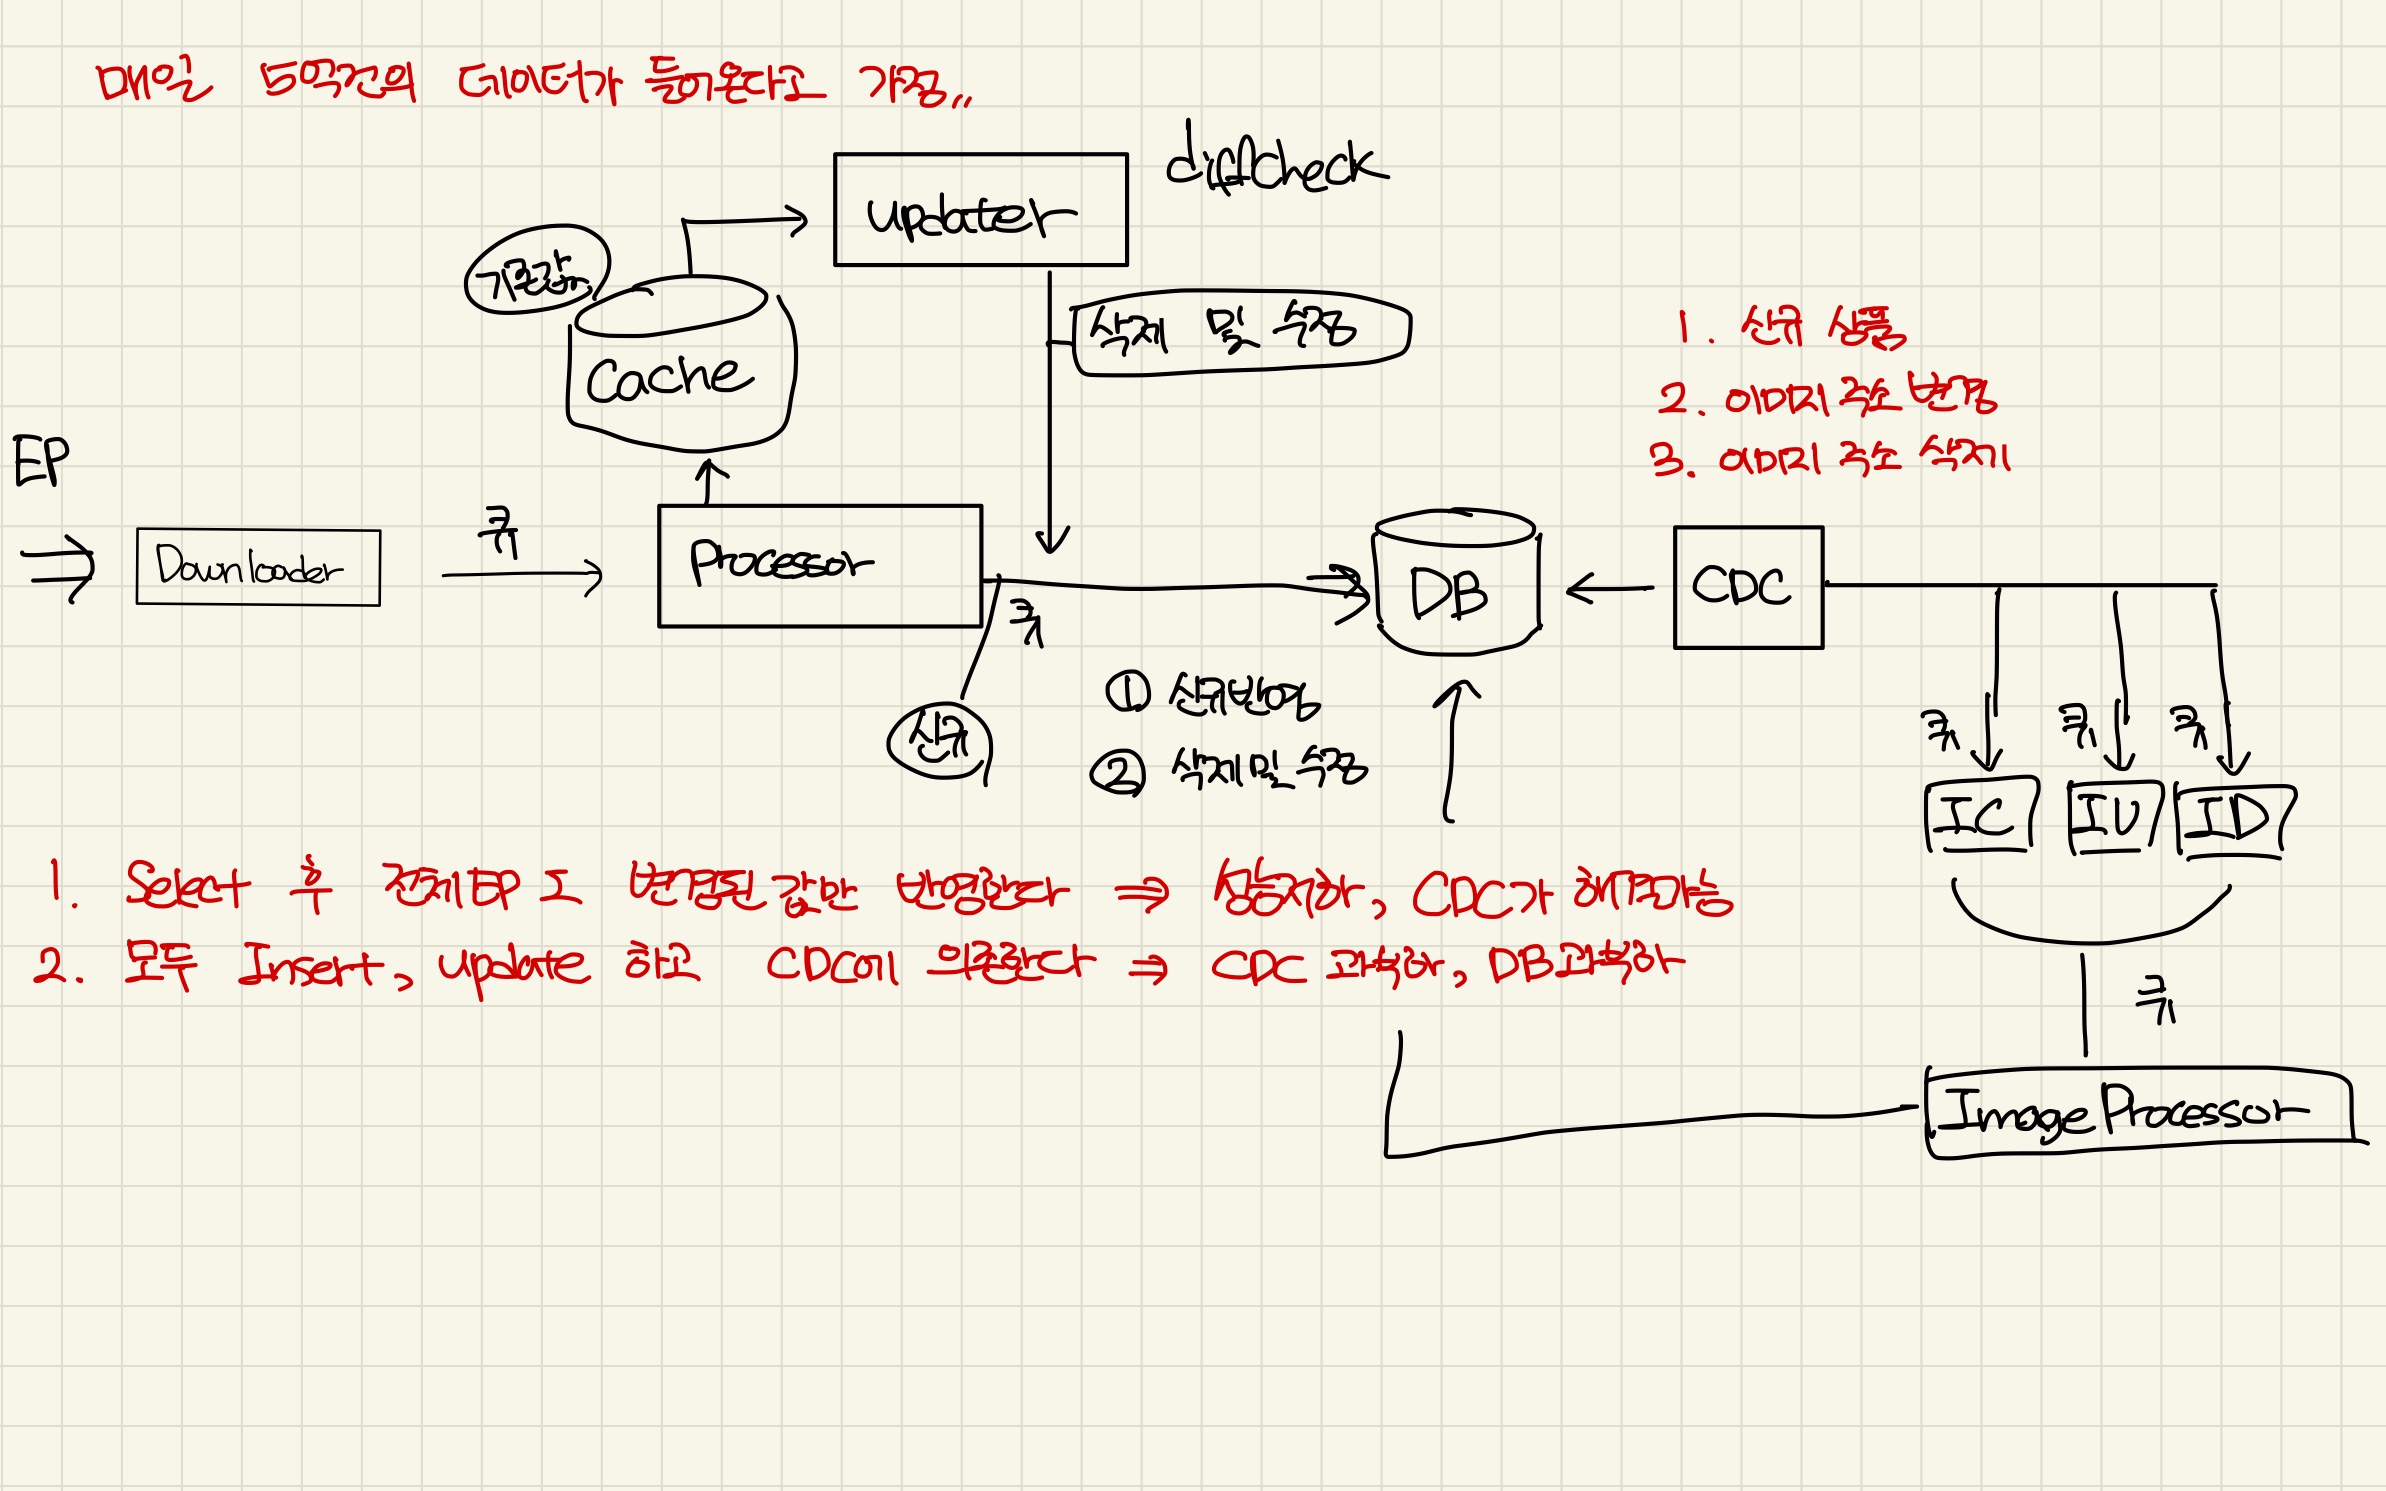 매일 5억건의 데이터가 들어온다고 가정,,
diffcheck
updater
기록
Cache
삭제 및 수정
1. 신규 상품
2. 이미지 주소 변경
3. 이미지 주소 삭제
EP
Downloader
큐
Processor
큐
DB
CDC
신규
① 신규반영
② 삭제및 수정
큐
큐
큐
IC
IU
ID
1. Select 후 전체EP 조 변경된 값만 반영한다 ⇒ 성능저하, CDC가 해결가능
2. 모두 Insert, update 하고 CDC에 의존한다 ⇒ CDC 과부하, DB과부하
큐
Image Processor